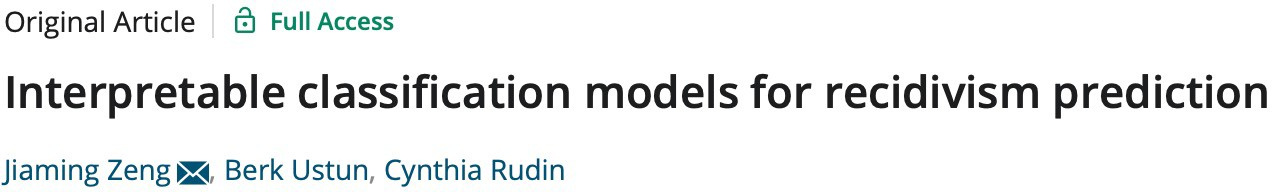 Original Article Full Access
Interpretable classification models for recidivism prediction
Jiaming Zeng, Berk Ustun, Cynthia Rudin